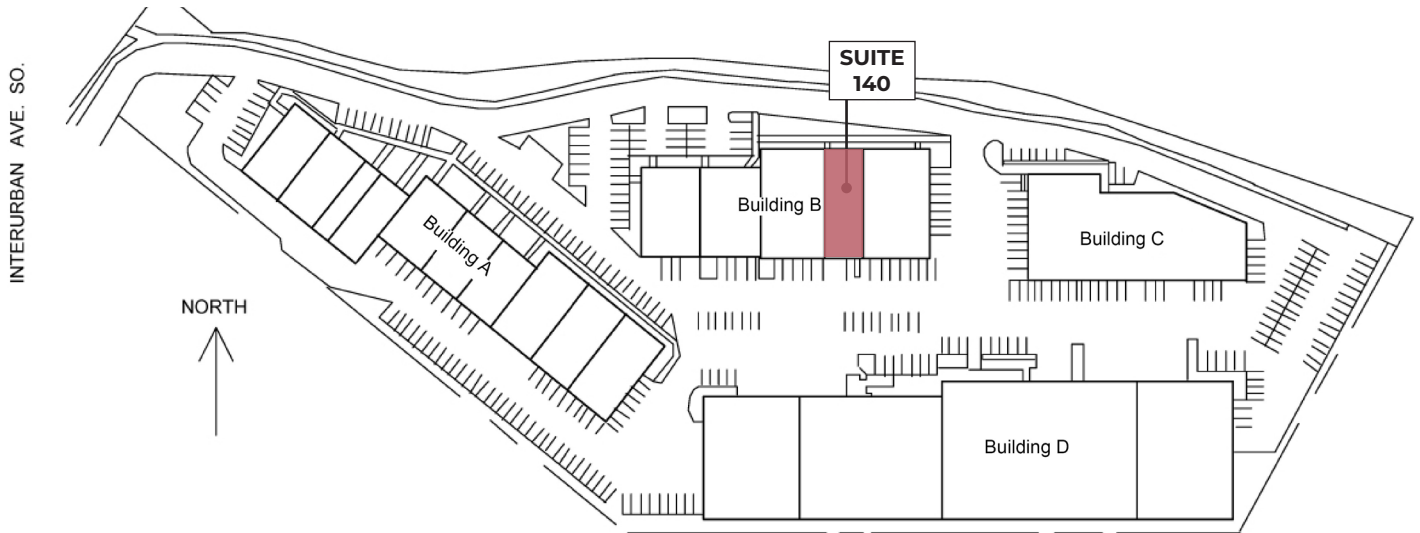 INTERURBAN AVE. SO.
SUITE
140
Building A
Building B
Building C
NORTH
Building D